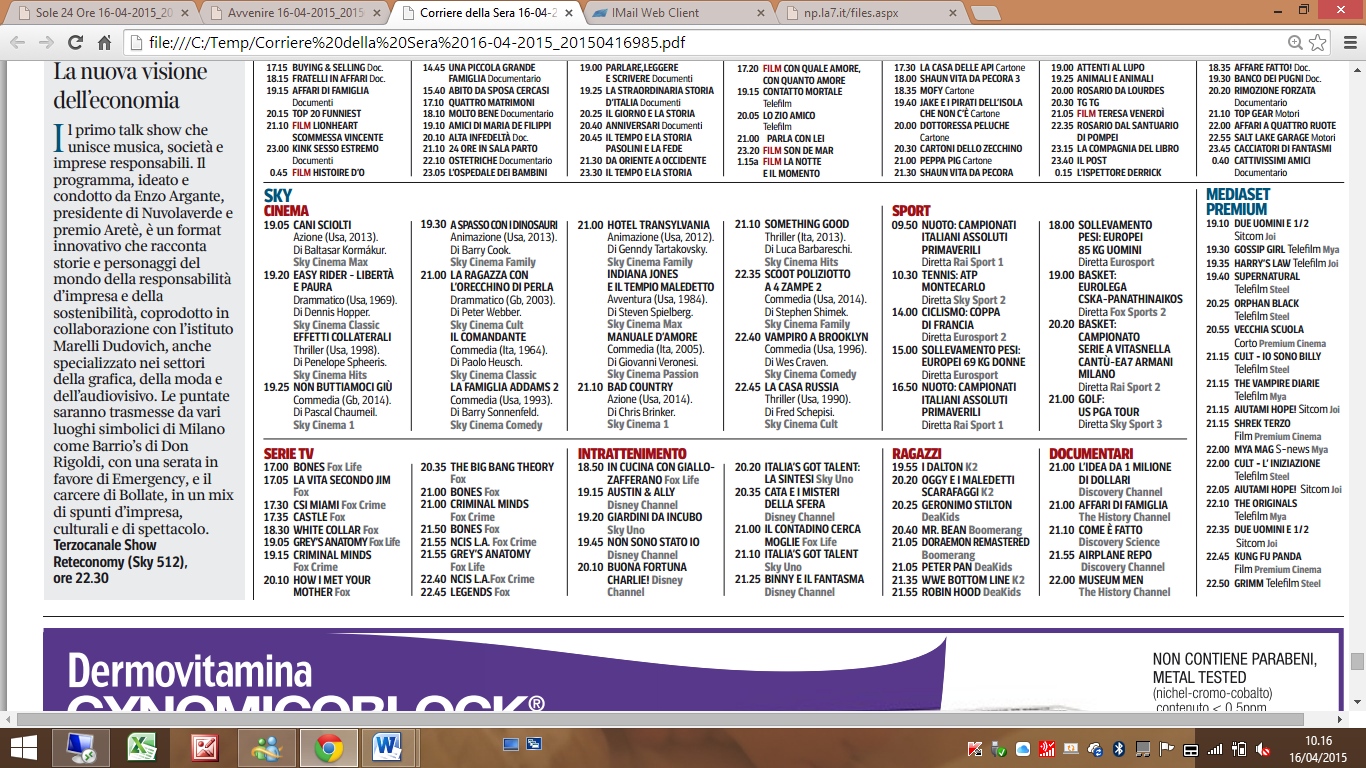 Sole 24 Ore 16-04-2015_20
Avvenire 16-04-2015_2015
Corriere della Sera 16-04-2
IMail Web Client
np.la7.it/files.aspx
file:///C:/Temp/Corriere%20della%20Sera%2016-04-2015_20150416985.pdf
La nuova visione
dell'economia
Il primo talk show che
unisce musica, società e
imprese responsabili. Il
programma, ideato e
condotto da Enzo Argante,
presidente di Nuvolaverde e
premio Aretè, è un format
innovativo che racconta
storie e personaggi del
mondo della responsabilità
d'impresa e della
sostenibilità, coprodotto in
collaborazione con l'istituto
Marelli Dudovich, anche
specializzato nei settori
della grafica, della moda e
dell'audiovisivo. Le puntate
saranno trasmesse da vari
luoghi simbolici di Milano
come Barrio's di Don
Rigoldi, con una serata in
favore di Emergency, e il
carcere di Bollate, in un mix
di spunti d'impresa,
culturali e di spettacolo.
Terzocanale Show
Reteconomy (Sky 512),
ore 22.30
17.15 BUYING & SELLING Doc.
18.15 FRATELLI IN AFFARI Doc.
19.15 AFFARI DI FAMIGLIA
Documenti
20.15 TOP 20 FUNNIEST
21.10 FILM LIONHEART
SCOMMESSA VINCENTE
23.00 KINK SESSO ESTREMO
Documenti
0.45 FILM HISTOIRE D'O
14.45 UNA PICCOLA GRANDE
FAMIGLIA Documentario
15.40 ABITO DA SPOSA CERCASI
17.10 QUATTRO MATRIMONI
18.10 MOLTO BENE Documentario
19.10 AMICI DI MARIA DE FILIPPI
20.10 ALTA INFEDELTÀ Doc.
21.10 24 ORE IN SALA PARTO
22.10 OSTETRICHE Documentario
23.05 L'OSPEDALE DEI BAMBINI
19.00 PARLARE,LEGGERE
E SCRIVERE Documenti
19.25 LA STRAORDINARIA STORIA
D'ITALIA Documentari
20.25 IL GIORNO E LA STORIA
20.40 ANNIVERSARI Documenti
20.45 IL TEMPO E LA STORIA
PASOLINI E LA FEDE
21.30 DA ORIENTE A OCCIDENTE
23.30 IL TEMPO E LA STORIA
17.20 FILM CON QUALE AMORE,
CON QUANTO AMORE
19.15 CONTATTO MORTALE
Telefilm
20.05 LO ZIO AMICO
Telefilm
21.00 PARLA CON LEI
23.20 FILM SON DE MAR
1.15a FILM LA NOTTE
E IL MOMENTO
17.30 LA CASA DELLE API Cartone
18.00 SHAUN VITA DA PECORA 3
18.35 MOFY Cartone
19.40 JAKE E I PIRATI DELL'ISOLA
CHE NON C'È Cartone
20.00 DOTTORESSA PELUCHE
Cartone
20.30 CARTONI DELLO ZECCHINO
21.00 PEPPA PIG Cartone
21.30 SHAUN VITA DA PECORA
19.00 ATTENTI AL LUPO
19.25 ANIMALI E ANIMALI
20.00 ROSARIO DA LOURDES
20.30 TG TG
21.05 FILM TERESA VENERDÌ
22.35 ROSARIO DAL SANTUARIO
DI POMPEI
23.15 LA COMPAGNIA DEL LIBRO
23.40 IL POST
0.15 L'ISPETTORE DERRICK
18.35 AFFARE FATTO! Doc.
19.30 BANCO DEI PUGNI Doc.
20.20 RIMOZIONE FORZATA
Documentario
21.10 TOP GEAR Motori
22.00 AFFARI A QUATTRO RUOTE
22.55 SALT LAKE GARAGE Motori
23.45 CACCIATORI DI FANTASMI
0.40 CATTIVISSIMI AMICI
Documentario
SKY
CINEMA
19.05 CANI SCIOLTI
Azione (Usa, 2013).
Di Baltasar Kormákur.
Sky Cinema Max
19.20 EASY RIDER - LIBERTÀ
E PAURA
Drammatico (Usa, 1969).
Di Dennis Hopper.
Sky Cinema Classic
EFFETTI COLLATERALI
Thriller (Usa, 1998).
Di Penelope Spheeris.
Sky Cinema Hits
19.25 NON BUTTIAMOCI GIÙ
Commedia (Gb, 2014).
Di Pascal Chaumeil.
Sky Cinema 1
19.30 A SPASSO CON I DINOSAURI
Animazione (Usa, 2013).
Di Barry Cook.
Sky Cinema Family
21.00 LA RAGAZZA CON
L'ORECCHINO DI PERLA
Drammatico (Gb, 2003).
Di Peter Webber.
Sky Cinema Cult
IL COMANDANTE
Commedia (Ita, 1964).
Di Paolo Heusch.
Sky Cinema Classic
LA FAMIGLIA ADDAMS 2
Commedia (Usa, 1993).
Di Barry Sonnenfeld.
Sky Cinema Comedy
21.00 HOTEL TRANSYLVANIA
Animazione (Usa, 2012).
Di Genndy Tartakovsky.
Sky Cinema Family
INDIANA JONES
E IL TEMPIO MALEDETTO
Avventura (Usa, 1984).
Di Steven Spielberg.
Sky Cinema Max
MANUALE D'AMORE
Commedia (Ita, 2005).
Di Giovanni Veronesi.
Sky Cinema Passion
21.10 BAD COUNTRY
Azione (Usa, 2014).
Di Chris Brinker.
Sky Cinema 1
21.10 SOMETHING GOOD
Thriller (Ita, 2013).
Di Luca Barbareschi.
Sky Cinema Hits
22.35 SCOOT POLIZIOTTO
A 4 ZAMPE 2
Commedia (Usa, 2014).
Di Stephen Shimek.
Sky Cinema Family
22.40 VAMPIRO A BROOKLYN
Commedia (Usa, 1996).
Di Wes Craven.
Sky Cinema Comedy
22.45 LA CASA RUSSIA
Thriller (Usa, 1990).
Di Fred Schepisi.
Sky Cinema Cult
SPORT
09.50 NUOTO: CAMPIONATI
ITALIANI ASSOLUTI
PRIMAVERILI
Diretta Rai Sport 1
10.30 TENNIS: ATP
MONTECARLO
Diretta Sky Sport 2
14.00 CICLISMO: COPPA
DI FRANCIA
Diretta Eurosport 2
15.00 SOLLEVAMENTO PESI:
EUROPEI 69 KG DONNE
Diretta Eurosport
16.50 NUOTO: CAMPIONATI
ITALIANI ASSOLUTI
PRIMAVERILI
Diretta Rai Sport 1
18.00 SOLLEVAMENTO
PESI: EUROPEI
85 KG UOMINI
Diretta Eurosport
19.00 BASKET:
EUROLEGA
CSKA-PANATHINAIKOS
Diretta Fox Sports 2
20.20 BASKET:
CAMPIONATO
SERIE A VITASNELLA
CANTÙ-EA7 ARMANI
MILANO
Diretta Rai Sport 2
21.00 GOLF:
US PGA TOUR
Diretta Sky Sport 3
MEDIASET
PREMIUM
19.10 DUE UOMINI E 1/2
Sitcom Joi
19.30 GOSSIP GIRL Telefilm Mya
19.35 HARRY'S LAW Telefilm Joi
19.40 SUPERNATURAL
Telefilm Steel
20.25 ORPHAN BLACK
Telefilm Steel
20.55 VECCHIA SCUOLA
Corto Premium Cinema
21.15 CULT - IO SONO BILLY
Telefilm Steel
21.15 THE VAMPIRE DIARIE
Telefilm Mya
21.15 AIUTAMI HOPE! Sitcom Joi
21.15 SHREK TERZO
Film Premium Cinema
22.00 MYA MAG S-news Mya
22.00 CULT - L' INIZIAZIONE
Telefilm Steel
22.05 AIUTAMI HOPE! Sitcom Joi
22.10 THE ORIGINALS
Telefilm Mya
22.35 DUE UOMINI E 1/2
Sitcom Joi
22.45 KUNG FU PANDA
Film Premium Cinema
22.50 GRIMM Telefilm Steel
SERIE TV
17.00 BONES Fox Life
17.05 LA VITA SECONDO JIM
Fox
17.30 CSI MIAMI Fox Crime
17.35 CASTLE Fox
18.30 WHITE COLLAR Fox
19.05 GREY'S ANATOMY Fox Life
19.15 CRIMINAL MINDS
Fox Crime
20.10 HOW I MET YOUR
MOTHER Fox
20.35 THE BIG BANG THEORY
Fox
21.00 BONES Fox
21.00 CRIMINAL MINDS
Fox Crime
21.50 BONES Fox
21.55 NCIS L.A. Fox Crime
21.55 GREY'S ANATOMY
Fox Life
22.40 NCIS L.A.Fox Crime
22.45 LEGENDS Fox
INTRATTENIMENTO
18.50 IN CUCINA CON GIALLO-
ZAFFERANO Fox Life
19.15 AUSTIN & ALLY
Disney Channel
19.20 GIARDINI DA INCUBO
Sky Uno
19.45 NON SONO STATO IO
Disney Channel
20.10 BUONA FORTUNA
CHARLIE! Disney
Channel
20.20 ITALIA'S GOT TALENT:
LA SINTESI Sky Uno
20.35 CATA E I MISTERI
DELLA SFERA
Disney Channel
21.00 IL CONTADINO CERCA
MOGLIE Fox Life
21.10 ITALIA'S GOT TALENT
Sky Uno
21.25 BINNY E IL FANTASMA
Disney Channel
RAGAZZI
19.55 I DALTON K2
20.20 OGGY E I MALEDETTI
SCARAFAGGI K2
20.25 GERONIMO STILTON
DeaKids
20.40 MR. BEAN Boomerang
21.05 DORAEMON REMASTERED
Boomerang
21.05 PETER PAN DeaKids
21.35 WWE BOTTOM LINE K2
21.55 ROBIN HOOD DeaKids
DOCUMENTARI
21.00 L'IDEA DA 1 MILIONE
DI DOLLARI
Discovery Channel
21.00 AFFARI DI FAMIGLIA
The History Channel
21.10 COME È FATTO
Discovery Science
21.55 AIRPLANE REPO
Discovery Channel
22.00 MUSEUM MEN
The History Channel
Dermovitamina
GYNOMICOBLOCK®
NON CONTIENE PARABENI,
METAL TESTED
(nichel-cromo-cobalto)
contenuto < 0.5ppm
10.16
16/04/2015